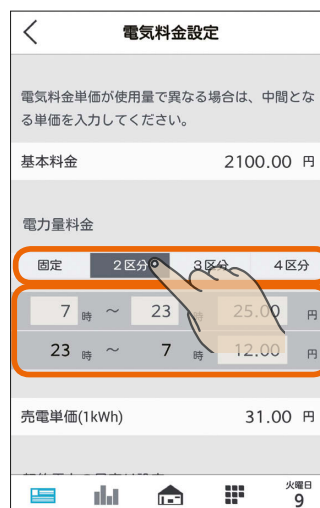 電気料金設定
電気料金単価が使用量で異なる場合は、中間とな
る単価を入力してください。
基本料金 2100.00 円
電力量料金
固定 2区分 3区分 4区分
7 時 ～ 23 時 25.00 円
23 時 ～ 7 時 12.00 円
売電単価(1kWh) 31.00 円
火曜日
9